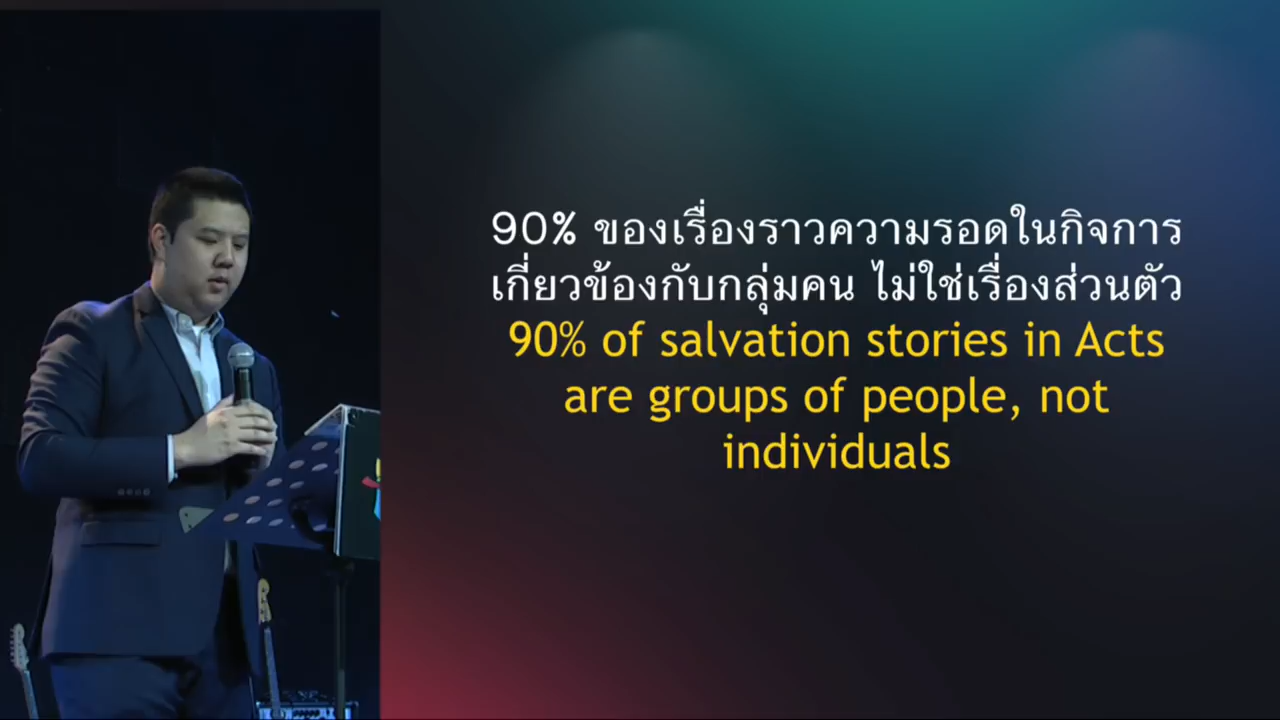 90% ของเรื่องราวความรอดในกิจการ
เกี่ยวข้องกับกลุ่มคน ไม่ใช่เรื่องส่วนตัว
90% of salvation stories in Acts
are groups of people, not
individuals